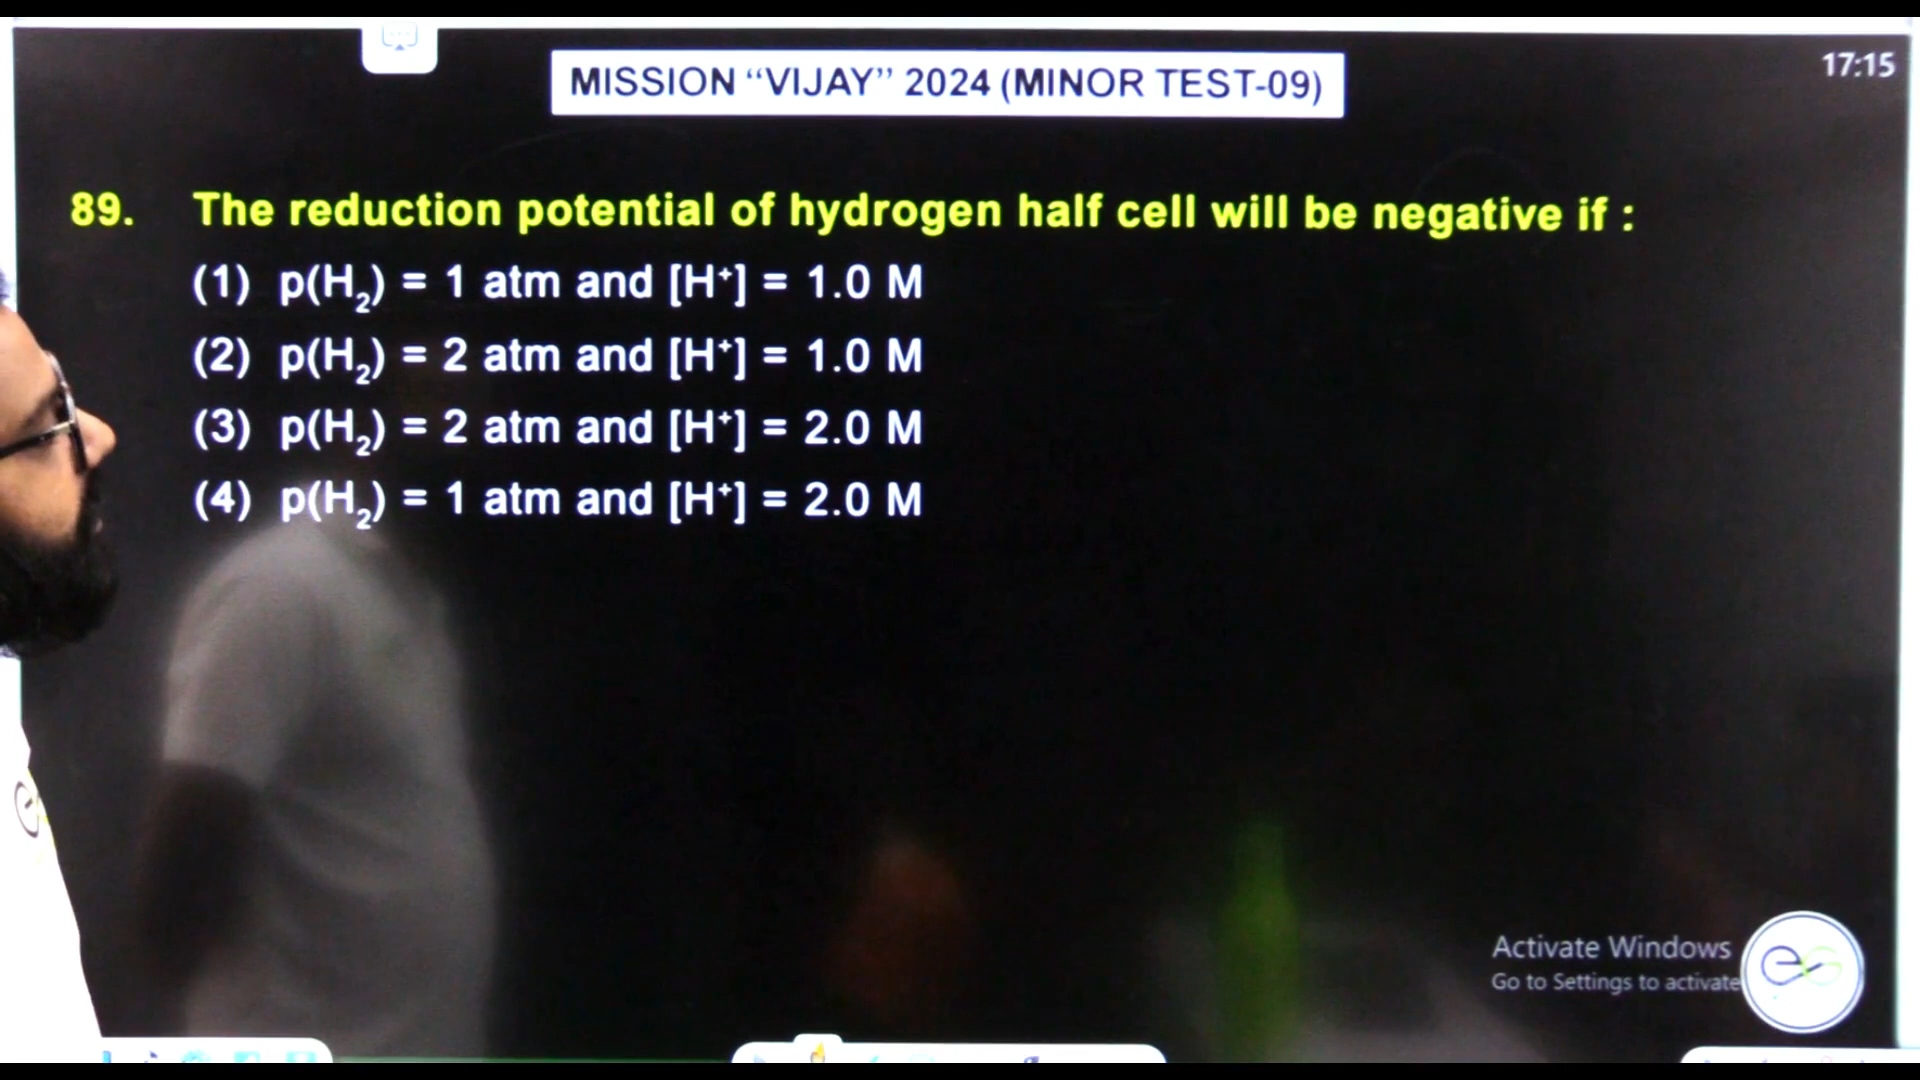 17:15
MISSION “VIJAY” 2024 (MINOR TEST-09)
89. The reduction potential of hydrogen half cell will be negative if :
(1) p(H₂) = 1 atm and [H⁺] = 1.0 M
(2) p(H₂) = 2 atm and [H⁺] = 1.0 M
(3) p(H₂) = 2 atm and [H⁺] = 2.0 M
(4) p(H₂) = 1 atm and [H⁺] = 2.0 M
Activate Windows
Go to Settings to activate